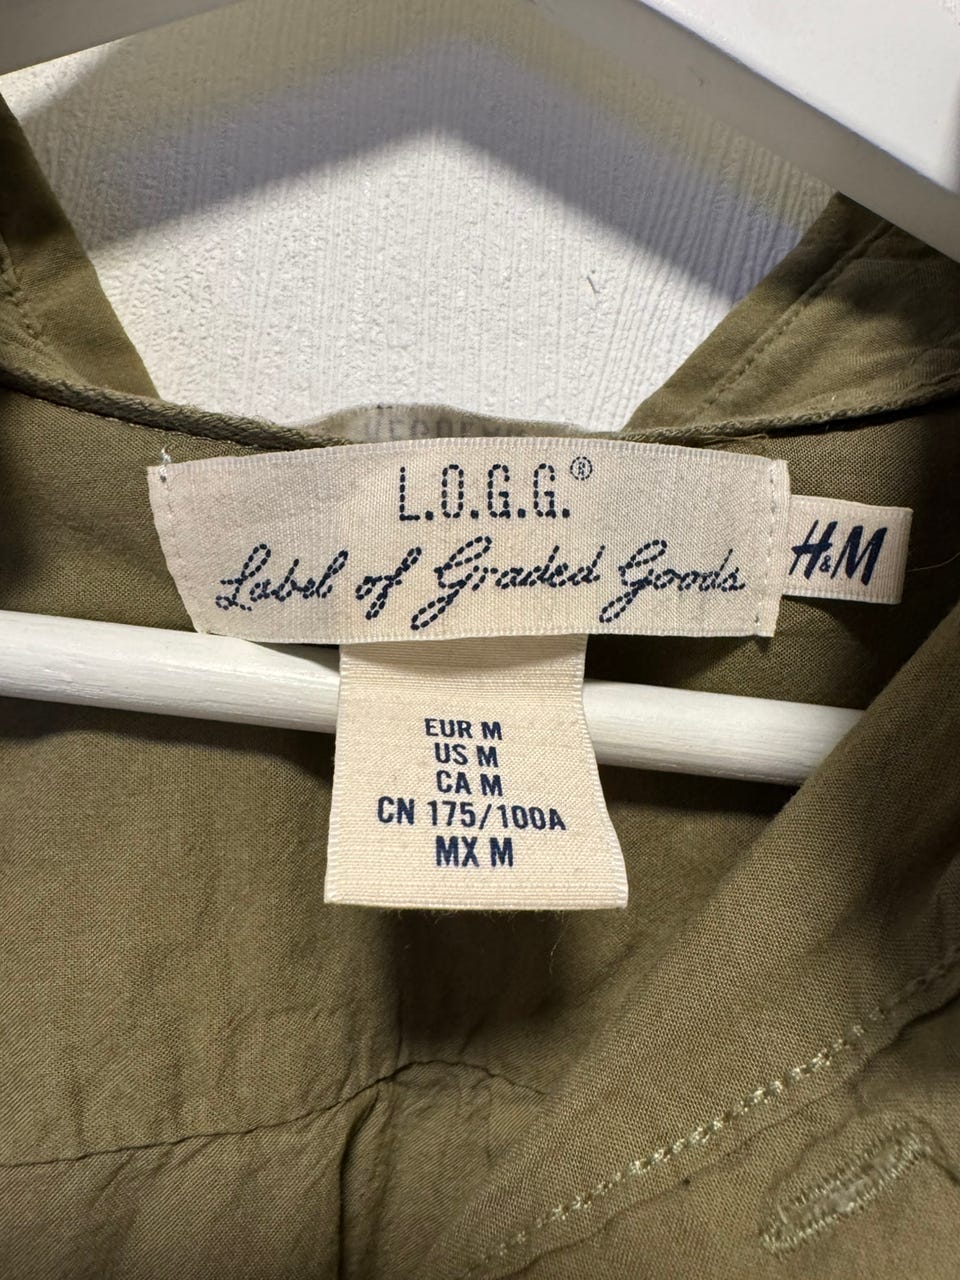 L.O.G.G.®
Label of Graded Goods
H&M
EUR M
US M
CA M
CN 175/100A
MX M